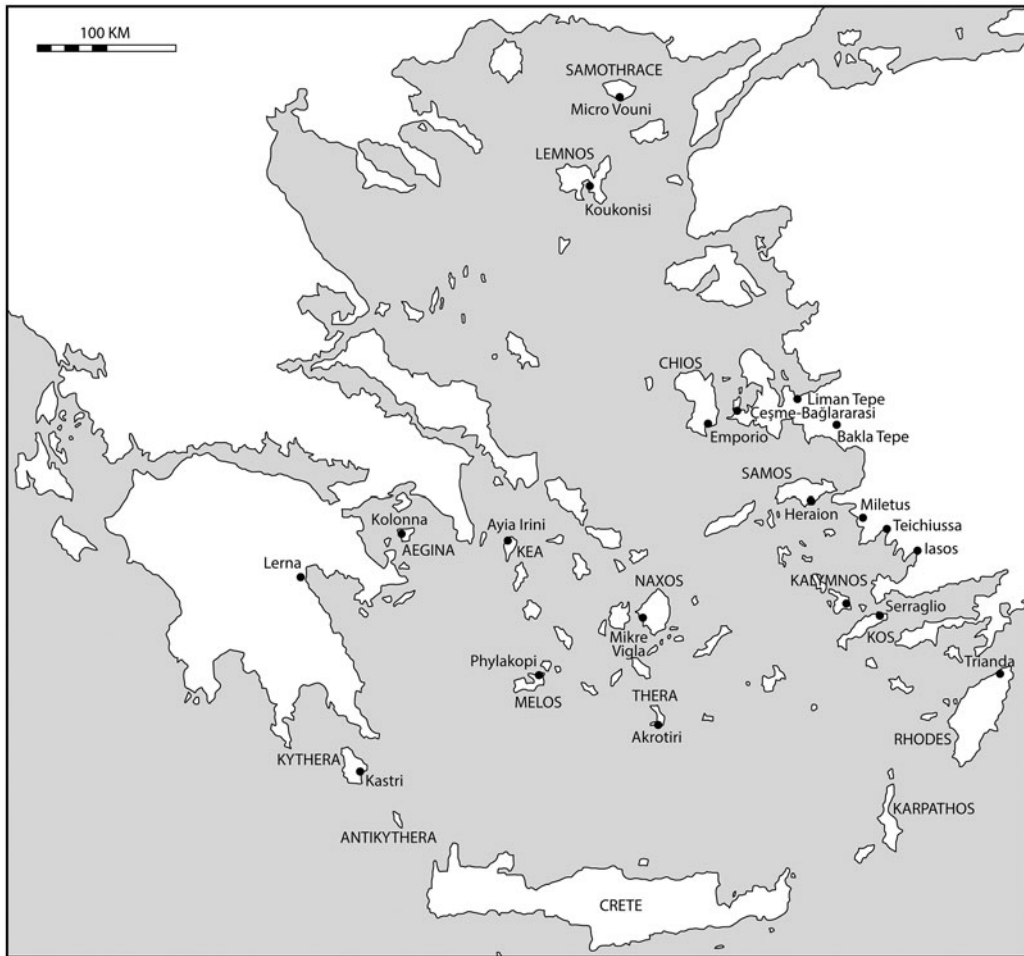 100 KM
SAMOTHRACE
Micro Vouni
LEMNOS
Koukonisi
CHIOS
Liman Tepe
Çeşme-Bağlararası
Emporio
Bakla Tepe
SAMOS
Heraion
Miletus
Teichiussa
Iasos
Kolonna
AEGINA
Ayia Irini
KEA
Lerna
NAXOS
KALYMNOS
Serraglio
KOS
Mikre
Vigla
Phylakopi
MELOS
THERA
Akrotiri
Trianda
RHODES
KYTHERA
Kastri
KARPATHOS
ANTIKYTHERA
CRETE